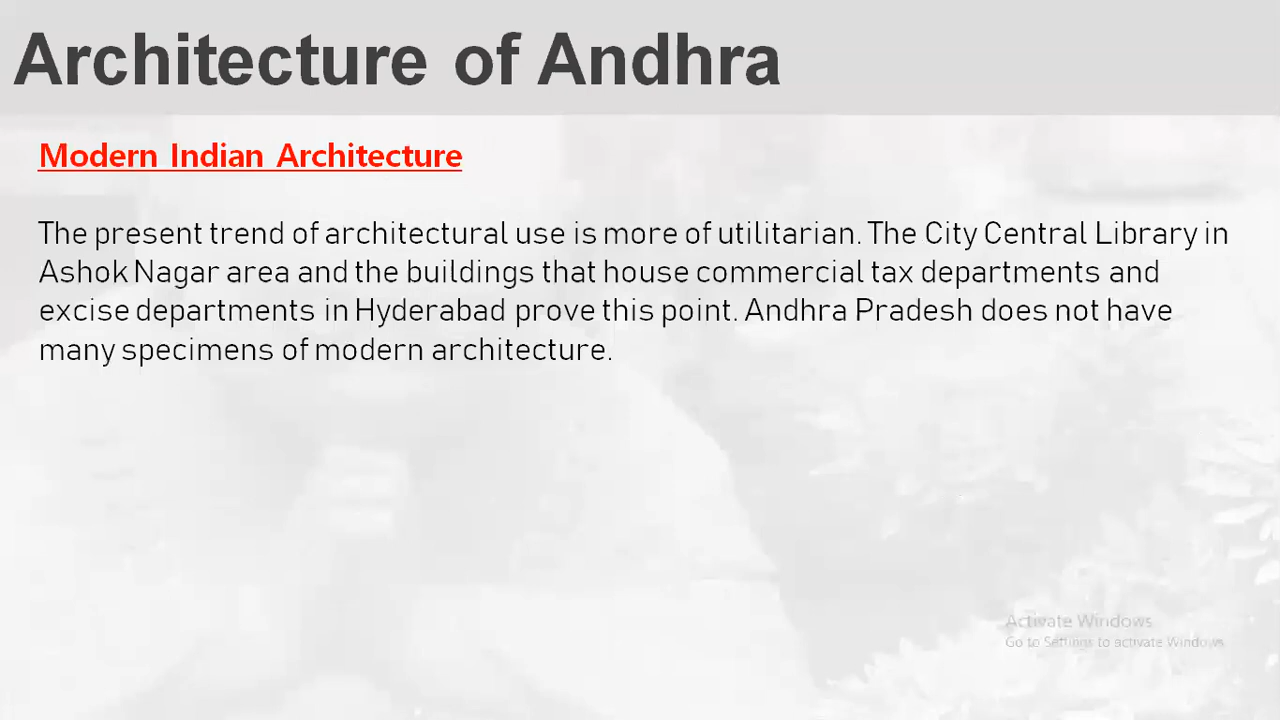 Architecture of Andhra
Modern Indian Architecture
The present trend of architectural use is more of utilitarian. The City Central Library in
Ashok Nagar area and the buildings that house commercial tax departments and
excise departments in Hyderabad prove this point. Andhra Pradesh does not have
many specimens of modern architecture.
Activate Windows
Go to Settings to activate Windows